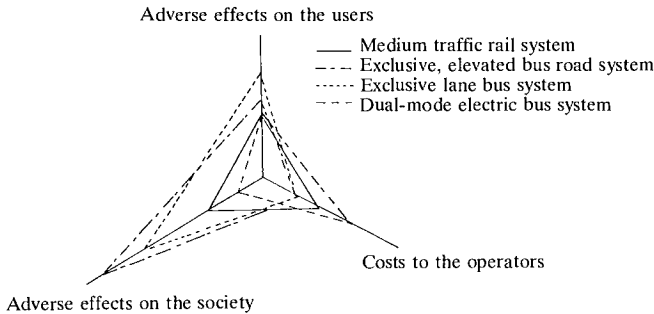 Adverse effects on the users
Medium traffic rail system
Exclusive, elevated bus road system
Exclusive lane bus system
Dual-mode electric bus system
Costs to the operators
Adverse effects on the society